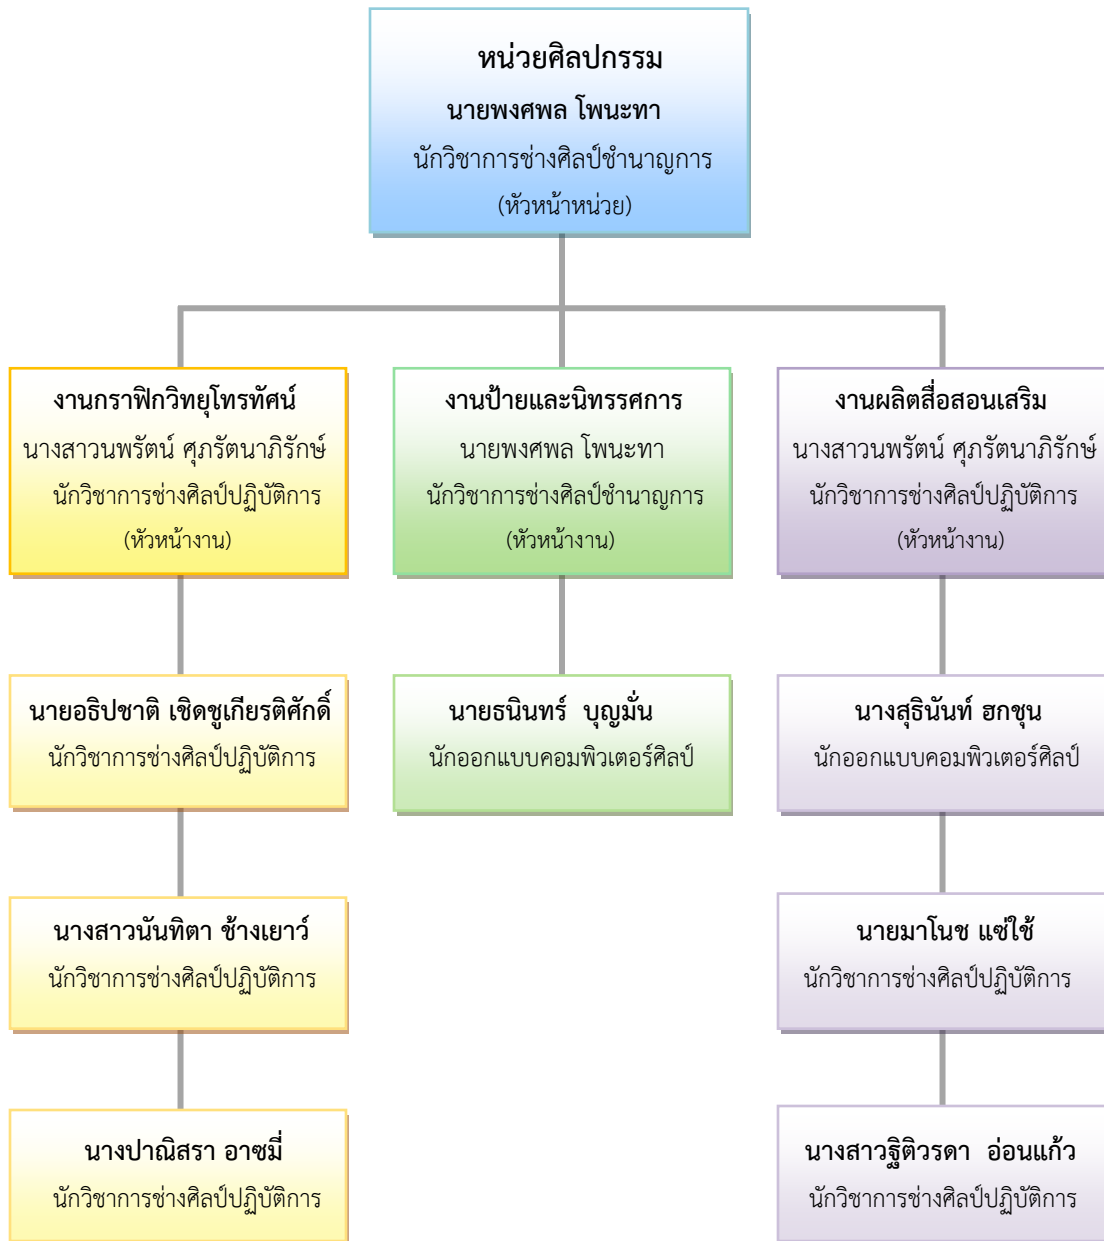 หน่วยศิลปกรรม
นายพงศพล โพนะทา
นักวิชาการช่างศิลป์ชำนาญการ
(หัวหน้าหน่วย)
งานกราฟิกวิทยุโทรทัศน์
นางสาวนพรัตน์ ศุภรัตนาภิรักษ์
นักวิชาการช่างศิลป์ปฏิบัติการ
(หัวหน้างาน)
งานป้ายและนิทรรศการ
นายพงศพล โพนะทา
นักวิชาการช่างศิลป์ชำนาญการ
(หัวหน้างาน)
งานผลิตสื่อสอนเสริม
นางสาวนพรัตน์ ศุภรัตนาภิรักษ์
นักวิชาการช่างศิลป์ปฏิบัติการ
(หัวหน้างาน)
นายอธิปชาติ เชิดชูเกียรติศักดิ์
นักวิชาการช่างศิลป์ปฏิบัติการ
นายธนินทร์ บุญมั่น
นักออกแบบคอมพิวเตอร์ศิลป์
นางสุธินันท์ ฮกชุน
นักออกแบบคอมพิวเตอร์ศิลป์
นางสาวนันทิตา ช้างเยาว์
นักวิชาการช่างศิลป์ปฏิบัติการ
นายมาโนช แซ่ใช้
นักวิชาการช่างศิลป์ปฏิบัติการ
นางปาณิสรา อาซมี่
นักวิชาการช่างศิลป์ปฏิบัติการ
นางสาวฐิติวรดา อ่อนแก้ว
นักวิชาการช่างศิลป์ปฏิบัติการ